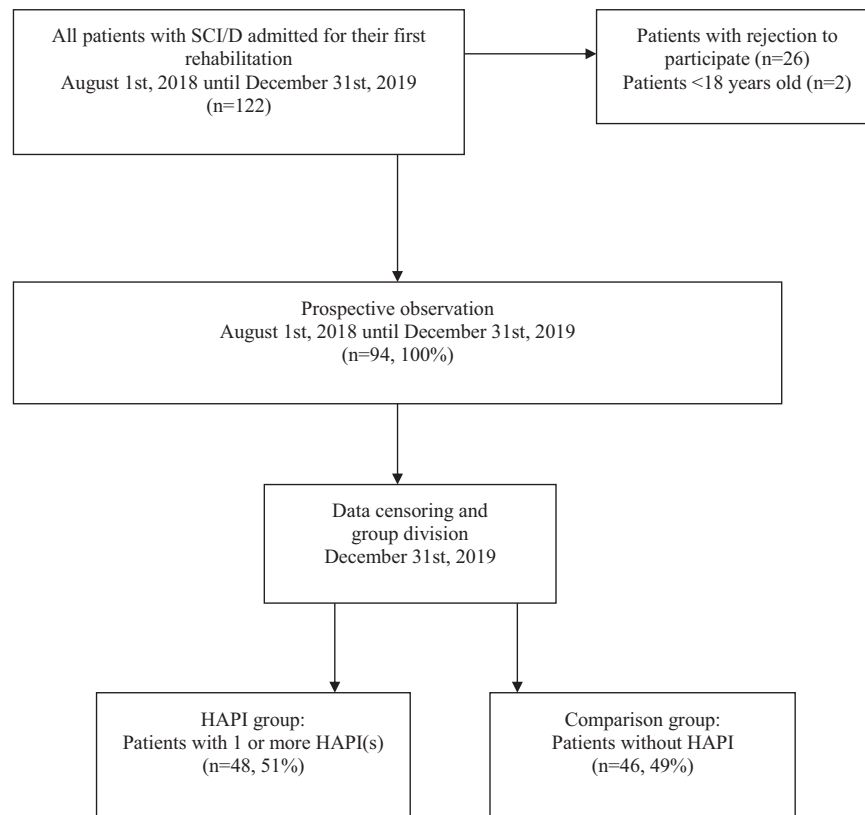 All patients with SCI/D admitted for their first
rehabilitation
August 1st, 2018 until December 31st, 2019
(n=122)
Patients with rejection to
participate (n=26)
Patients <18 years old (n=2)
Prospective observation
August 1st, 2018 until December 31st, 2019
(n=94, 100%)
Data censoring and
group division
December 31st, 2019
HAPI group:
Patients with 1 or more HAPI(s)
(n=48, 51%)
Comparison group:
Patients without HAPI
(n=46, 49%)